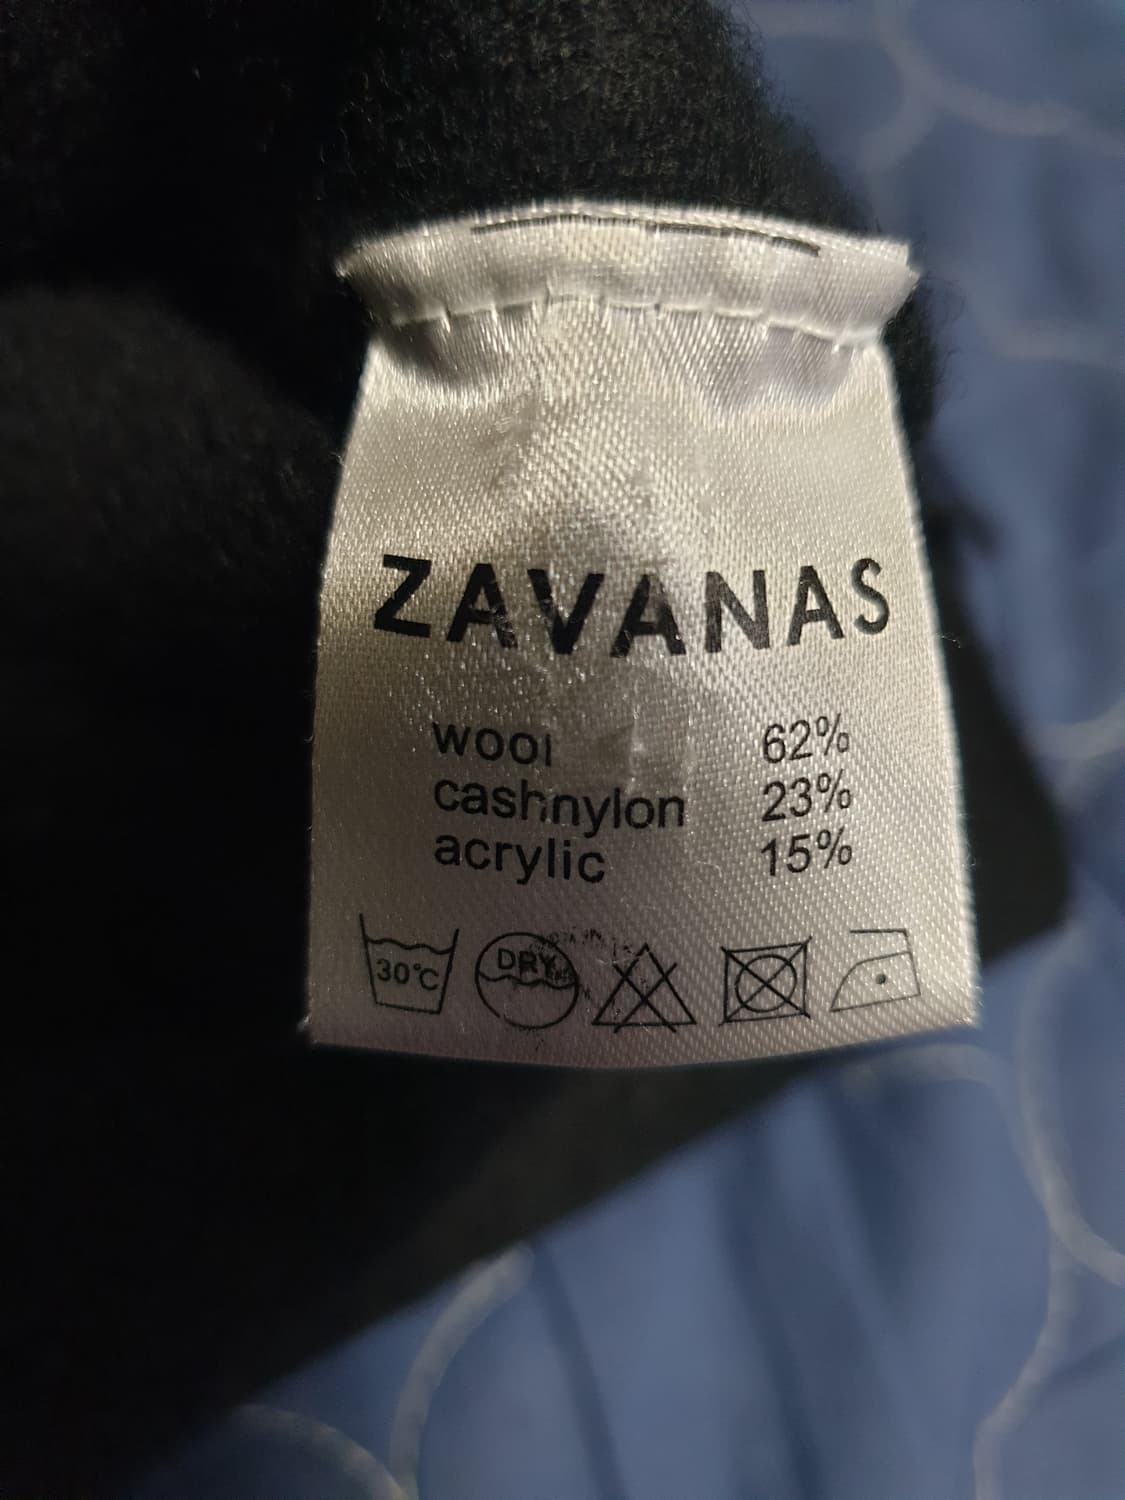 ZAVANAS
wool 62%
cashnylon 23%
acrylic 15%
30°C DRY